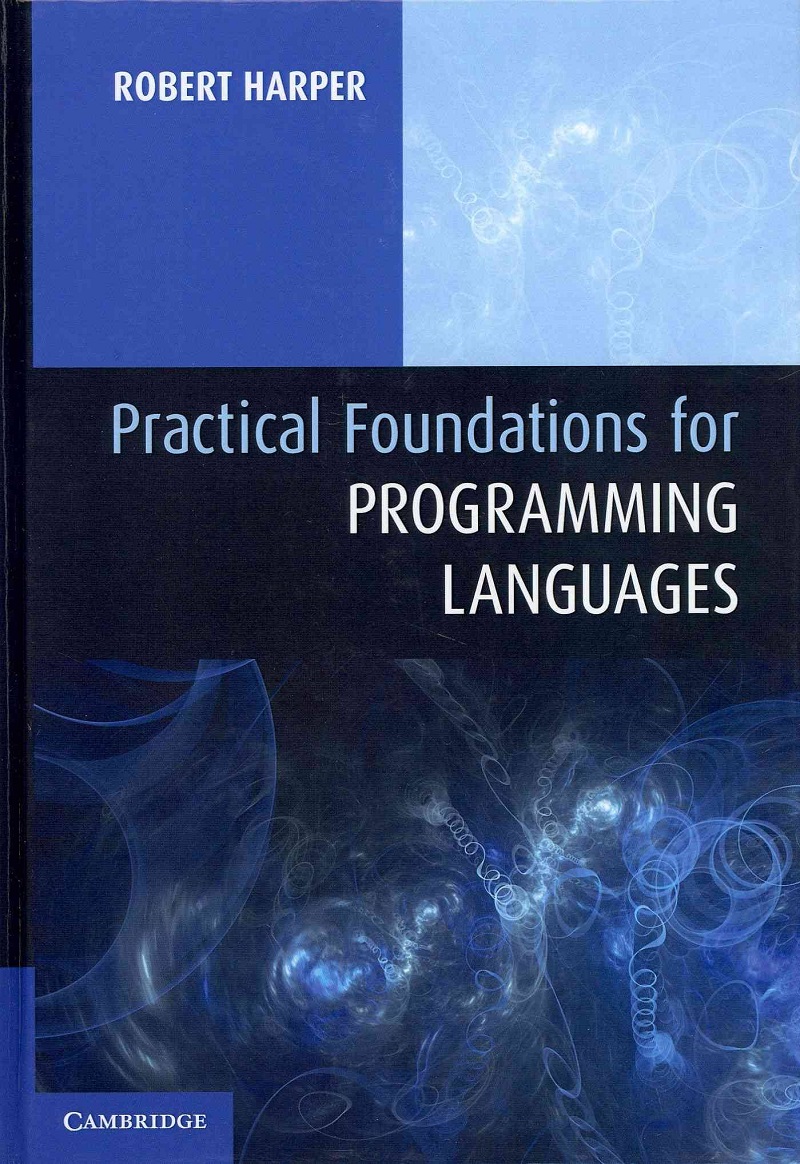 ROBERT HARPER
Practical Foundations for
PROGRAMMING
LANGUAGES
CAMBRIDGE